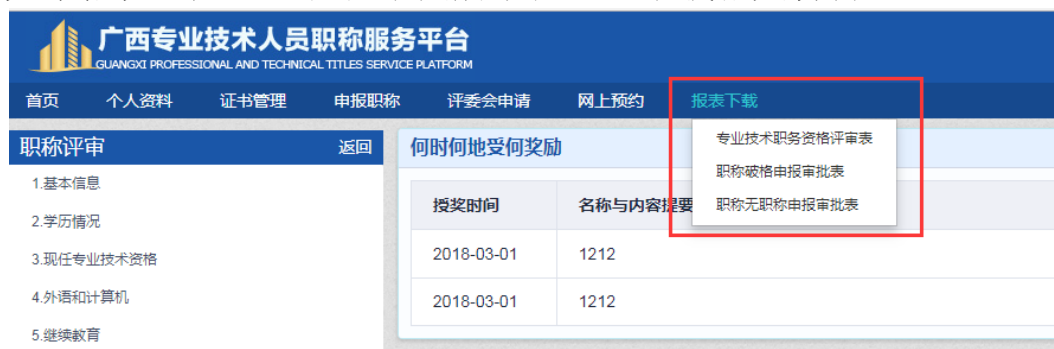 广西专业技术人员职称服务平台
GUANGXI PROFESSIONAL AND TECHNICAL TITLES SERVICE PLATFORM
首页 个人资料 证书管理 申报职称 评委会申请 网上预约 报表下载
专业技术职务资格评审表
职称破格申报审批表
职称无职称申报审批表
职称评审 返回
1.基本信息
2.学历情况
3.现任专业技术资格
4.外语和计算机
5.继续教育
何时何地受何奖励
授奖时间 名称与内容提要
2018-03-01 1212
2018-03-01 1212